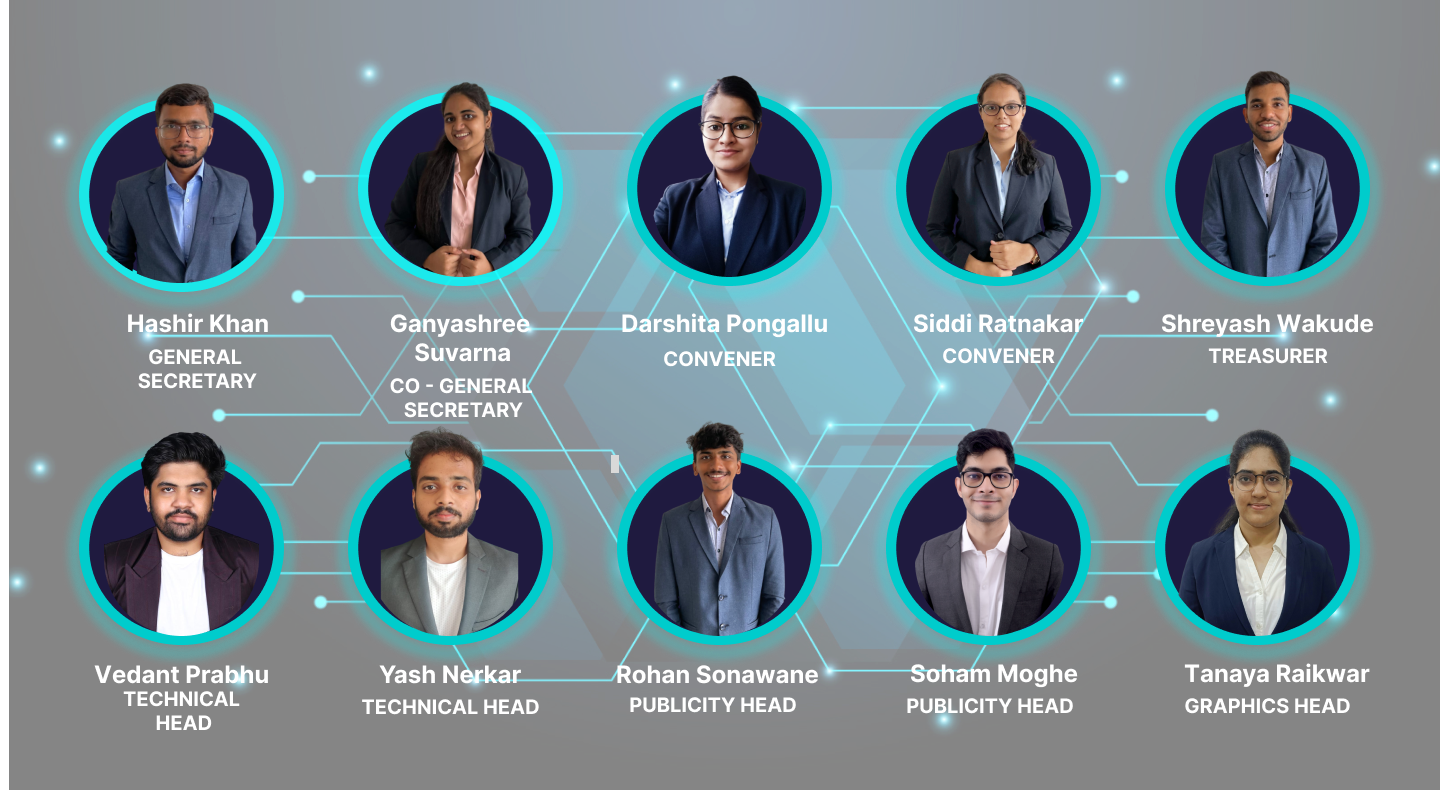 Hashir Khan
GENERAL
SECRETARY
Ganyashree
Suvarna
CO - GENERAL
SECRETARY
Darshita Pongallu
CONVENER
Siddi Ratnakar
CONVENER
Shreyash Wakude
TREASURER
Vedant Prabhu
TECHNICAL
HEAD
Yash Nerkar
TECHNICAL HEAD
Rohan Sonawane
PUBLICITY HEAD
Soham Moghe
PUBLICITY HEAD
Tanaya Raikwar
GRAPHICS HEAD